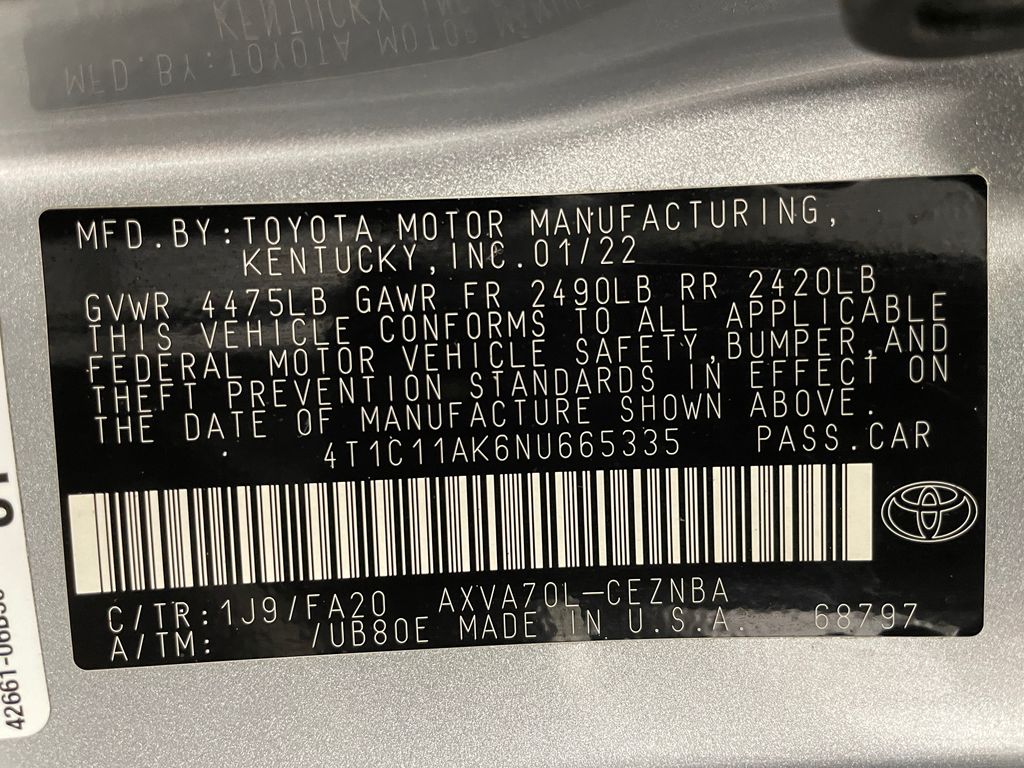 MFD.BY:TOYOTA MOTOR MANUFACTURING,
KENTUCKY,INC.01/22
GVWR 4475LB GAWR FR 2490LB RR 2420LB
THIS VEHICLE CONFORMS TO ALL APPLICABLE
FEDERAL MOTOR VEHICLE SAFETY,BUMPER,AND
THEFT PREVENTION STANDARDS IN EFFECT ON
THE DATE OF MANUFACTURE SHOWN ABOVE.
4T1C11AK6NU665335 PASS.CAR
C/TR:1J9/FA20 AXVA70L-CEZNBA
A/TM: /UB80E MADE IN U.S.A. 68797